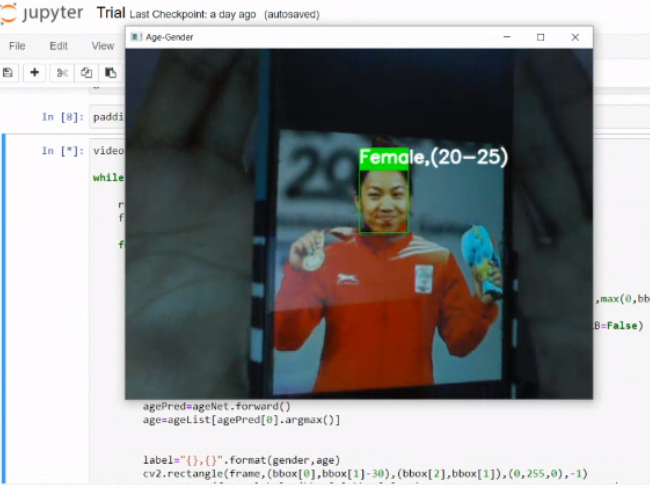 jupyter Trial Last Checkpoint: a day ago (autosaved)
File Edit View
Age-Gender
In [8]: paddi
In [*]: video
while
Female,(20-25)
,max(0,bb
B=False)
agePred=ageNet.forward()
age=ageList[agePred[0].argmax()]
label="{},{}".format(gender,age)
cv2.rectangle(frame,(bbox[0],bbox[1]-30),(bbox[2],bbox[1]),(0,255,0),-1)